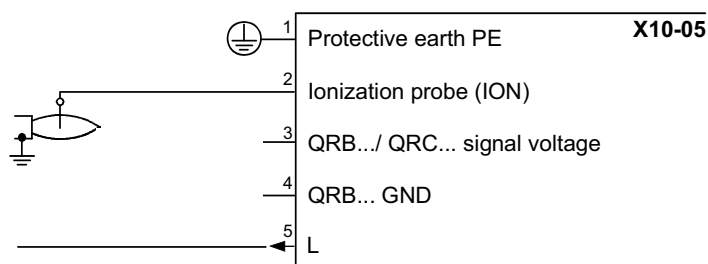 X10-05
1 Protective earth PE
2 Ionization probe (ION)
3 QRB.../ QRC... signal voltage
4 QRB... GND
5 L